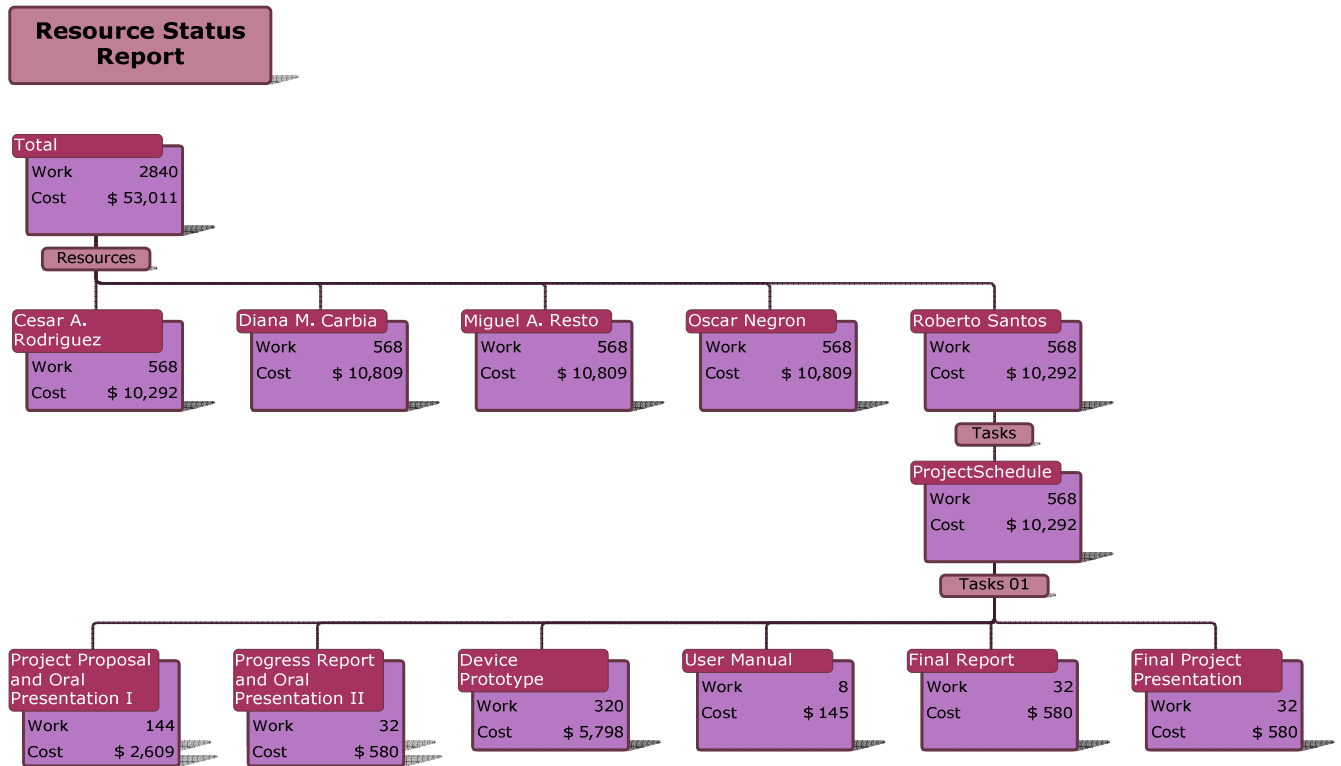 Resource Status
Report
Total
Work 2840
Cost $ 53,011
Resources
Cesar A.
Rodriguez
Work 568
Cost $ 10,292
Diana M. Carbia
Work 568
Cost $ 10,809
Miguel A. Resto
Work 568
Cost $ 10,809
Oscar Negron
Work 568
Cost $ 10,809
Roberto Santos
Work 568
Cost $ 10,292
Tasks
ProjectSchedule
Work 568
Cost $ 10,292
Tasks 01
Project Proposal
and Oral
Presentation I
Work 144
Cost $ 2,609
Progress Report
and Oral
Presentation II
Work 32
Cost $ 580
Device
Prototype
Work 320
Cost $ 5,798
User Manual
Work 8
Cost $ 145
Final Report
Work 32
Cost $ 580
Final Project
Presentation
Work 32
Cost $ 580